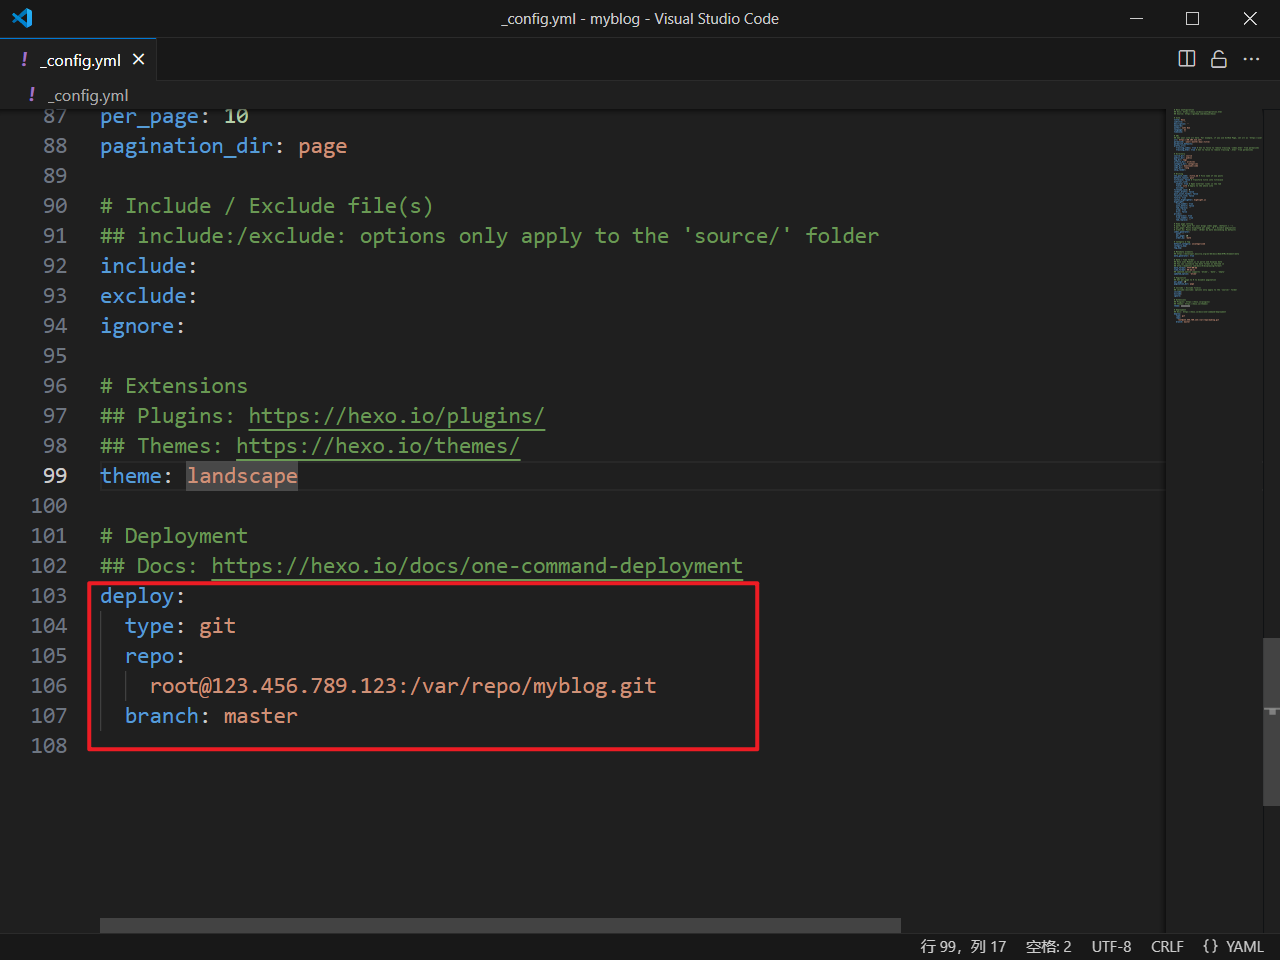 _config.yml - myblog - Visual Studio Code
! _config.yml
! _config.yml
87 per_page: 10
88 pagination_dir: page
89
90 # Include / Exclude file(s)
91 ## include:/exclude: options only apply to the 'source/' folder
92 include:
93 exclude:
94 ignore:
95
96 # Extensions
97 ## Plugins: https://hexo.io/plugins/
98 ## Themes: https://hexo.io/themes/
99 theme: landscape
100
101 # Deployment
102 ## Docs: https://hexo.io/docs/one-command-deployment
103 deploy:
104 type: git
105 repo:
106 root@123.456.789.123:/var/repo/myblog.git
107 branch: master
108
行 99，列 17 空格: 2 UTF-8 CRLF {} YAML